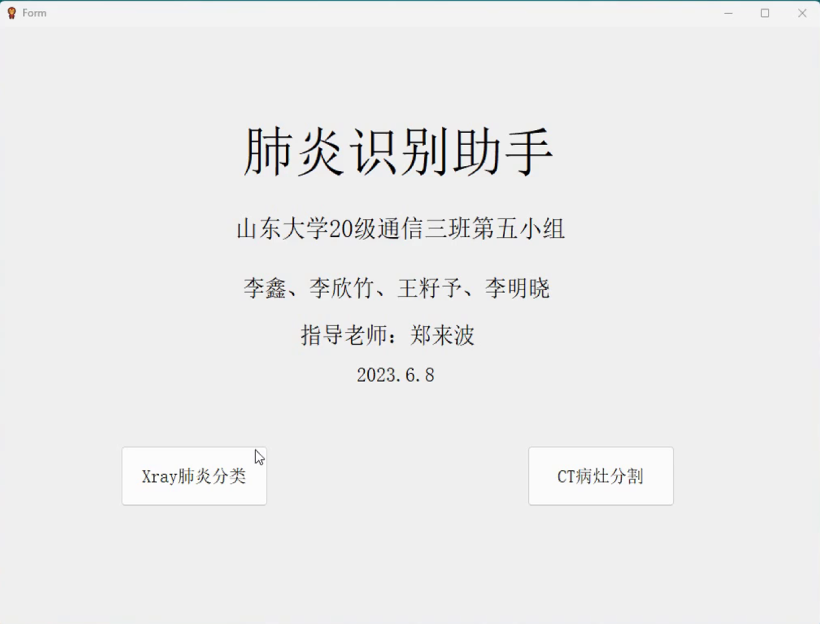 Form
肺炎识别助手
山东大学20级通信三班第五小组
李鑫、李欣竹、王籽予、李明晓
指导老师：郑来波
2023.6.8
Xray肺炎分类
CT病灶分割